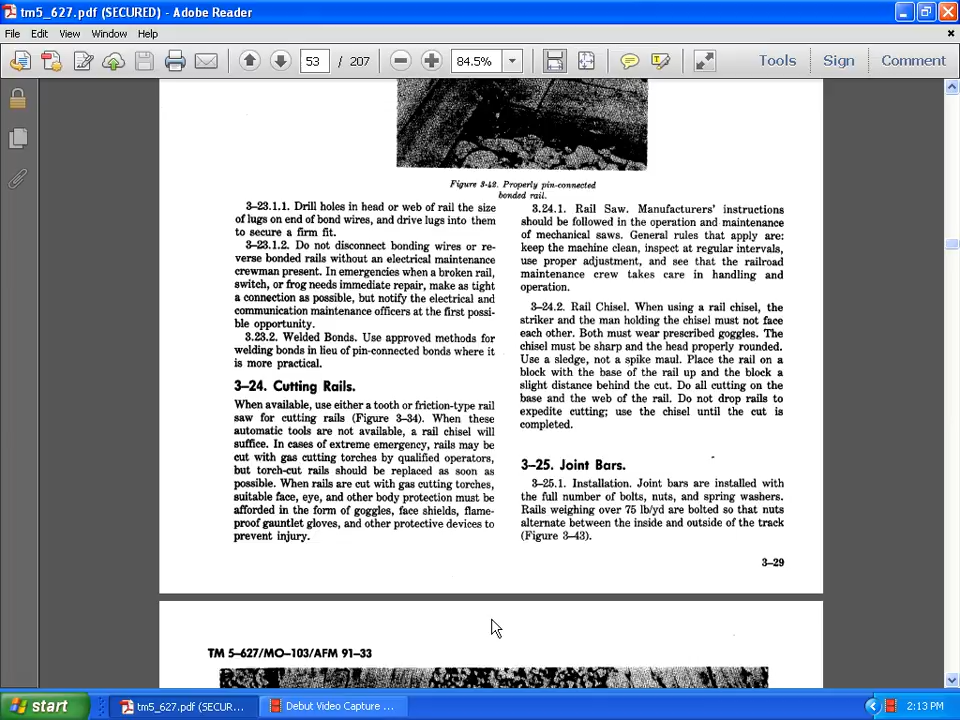 tm5_627.pdf (SECURED) - Adobe Reader
File Edit View Window Help
53 / 207 84.5% Tools Sign Comment
Figure 3-42. Properly pin-connected
bonded rail.
3–23.1.1. Drill holes in head or web of rail the size
of lugs on end of bond wires, and drive lugs into them
to secure a firm fit.
3–23.1.2. Do not disconnect bonding wires or re-
verse bonded rails without an electrical maintenance
crewman present. In emergencies when a broken rail,
switch, or frog needs immediate repair, make as tight
a connection as possible, but notify the electrical and
communication maintenance officers at the first possi-
ble opportunity.
3.23.2. Welded Bonds. Use approved methods for
welding bonds in lieu of pin-connected bonds where it
is more practical.
3–24. Cutting Rails.
When available, use either a tooth or friction-type rail
saw for cutting rails (Figure 3–34). When these
automatic tools are not available, a rail chisel will
suffice. In cases of extreme emergency, rails may be
cut with gas cutting torches by qualified operators,
but torch-cut rails should be replaced as soon as
possible. When rails are cut with gas cutting torches,
suitable face, eye, and other body protection must be
afforded in the form of goggles, face shields, flame-
proof gauntlet gloves, and other protective devices to
prevent injury.
3.24.1. Rail Saw. Manufacturers' instructions
should be followed in the operation and maintenance
of mechanical saws. General rules that apply are:
keep the machine clean, inspect at regular intervals,
use proper adjustment, and see that the railroad
maintenance crew takes care in handling and
operation.
3–24.2. Rail Chisel. When using a rail chisel, the
striker and the man holding the chisel must not face
each other. Both must wear prescribed goggles. The
chisel must be sharp and the head properly rounded.
Use a sledge, not a spike maul. Place the rail on a
block with the base of the rail up and the block a
slight distance behind the cut. Do all cutting on the
base and the web of the rail. Do not drop rails to
expedite cutting; use the chisel until the cut is
completed.
3–25. Joint Bars.
3–25.1. Installation. Joint bars are installed with
the full number of bolts, nuts, and spring washers.
Rails weighing over 75 lb/yd are bolted so that nuts
alternate between the inside and outside of the track
(Figure 3–43).
3–29
TM 5–627/MO–103/AFM 91–33
start tm5_627.pdf (SECUR... Debut Video Capture ... 2:13 PM